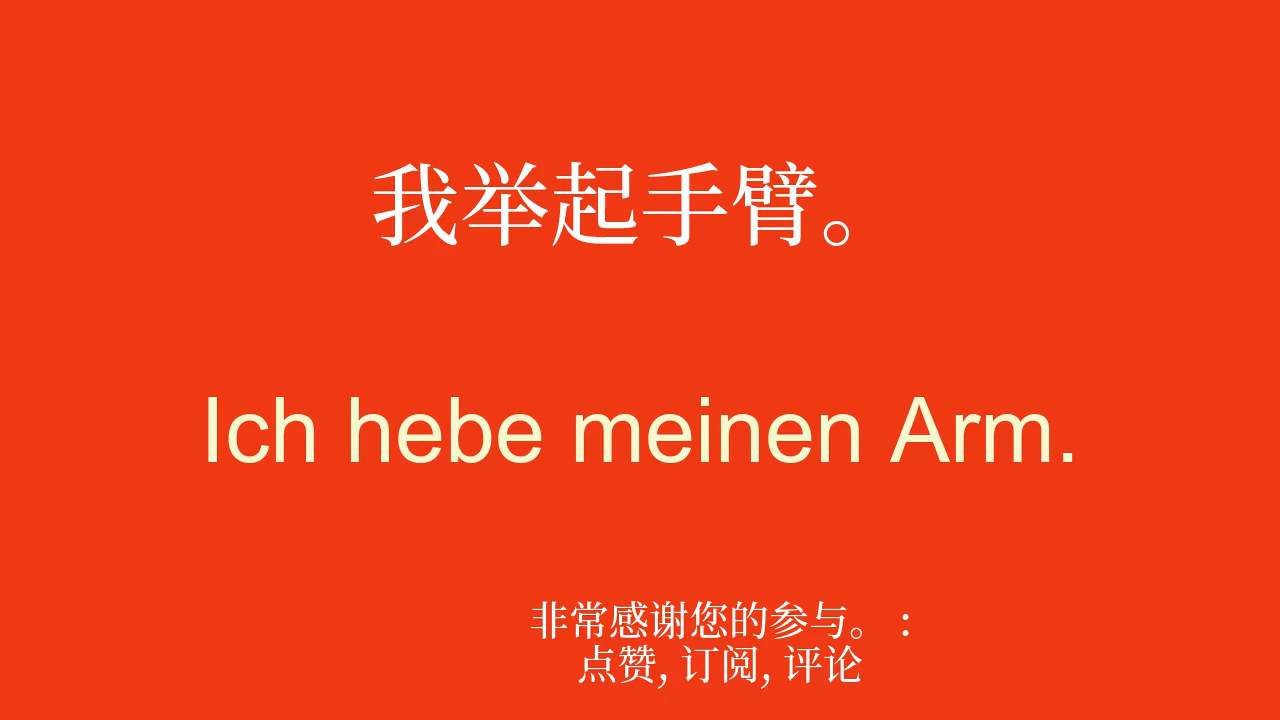 我举起手臂。
Ich hebe meinen Arm.
非常感谢您的参与。 :
点赞, 订阅, 评论